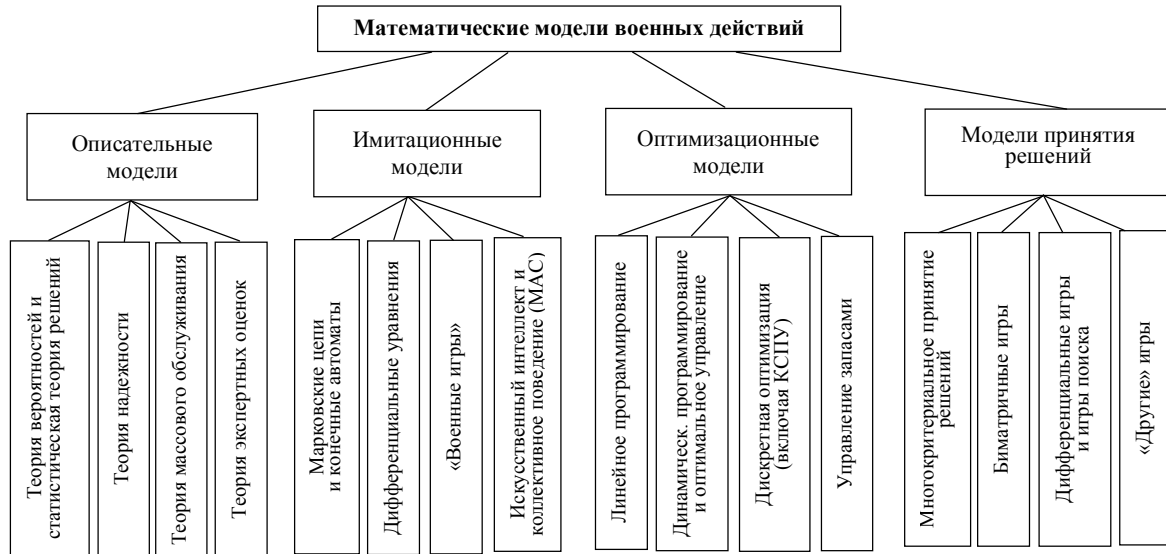 Математические модели военных действий
Описательные
модели
Имитационные
модели
Оптимизационные
модели
Модели принятия
решений
Теория вероятностей и
статистическая теория решений
Теория надежности
Теория массового обслуживания
Теория экспертных оценок
Марковские цепи
и конечные автоматы
Дифференциальные уравнения
«Военные игры»
Искусственный интеллект и
коллективное поведение (МАС)
Линейное программирование
Динамическ. программирование
и оптимальное управление
Дискретная оптимизация
(включая КСПУ)
Управление запасами
Многокритериальное принятие
решений
Биматричные игры
Дифференциальные игры
и игры поиска
«Другие» игры